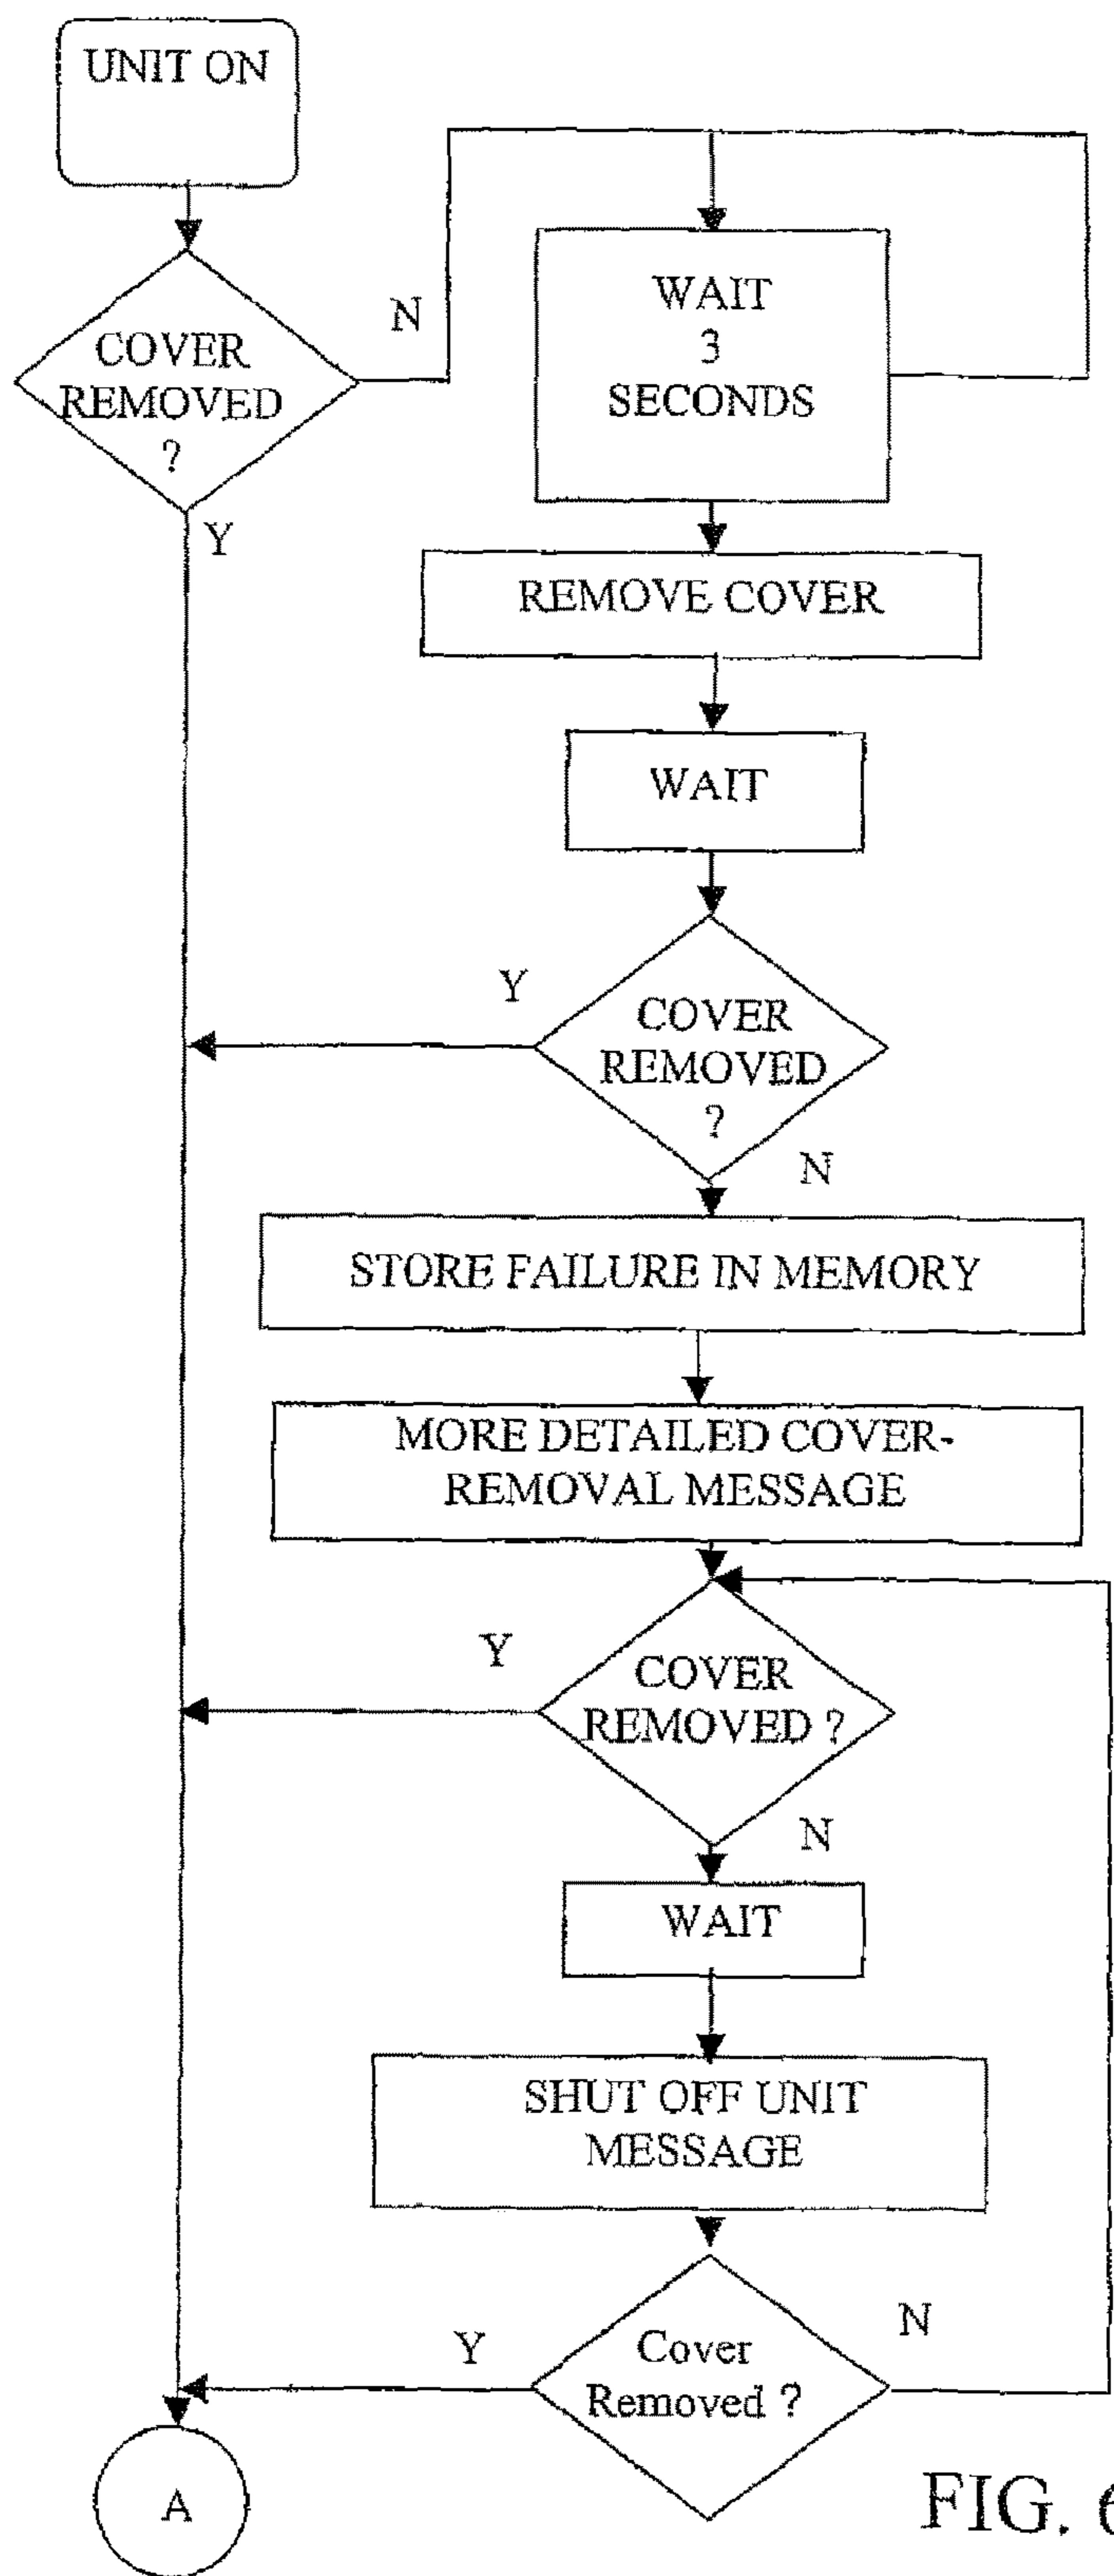 UNIT ON
COVER
REMOVED
?
N
Y
WAIT
3
SECONDS
REMOVE COVER
WAIT
Y
COVER
REMOVED
?
N
STORE FAILURE IN MEMORY
MORE DETAILED COVER-
REMOVAL MESSAGE
Y
COVER
REMOVED ?
N
WAIT
SHUT OFF UNIT
MESSAGE
Y
Cover
Removed ?
N
A
FIG. 6